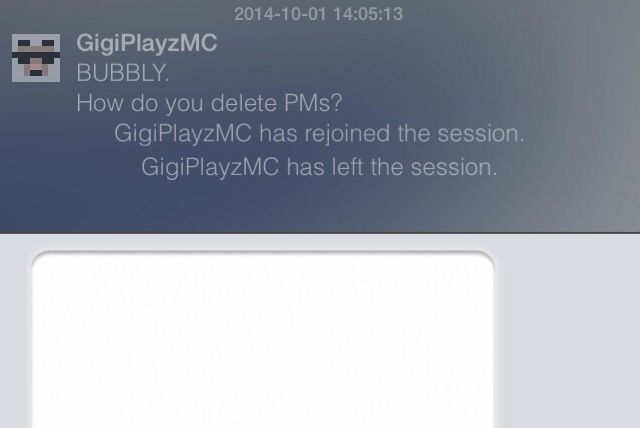 2014-10-01 14:05:13
GigiPlayzMC
BUBBLY.
How do you delete PMs?
GigiPlayzMC has rejoined the session.
GigiPlayzMC has left the session.